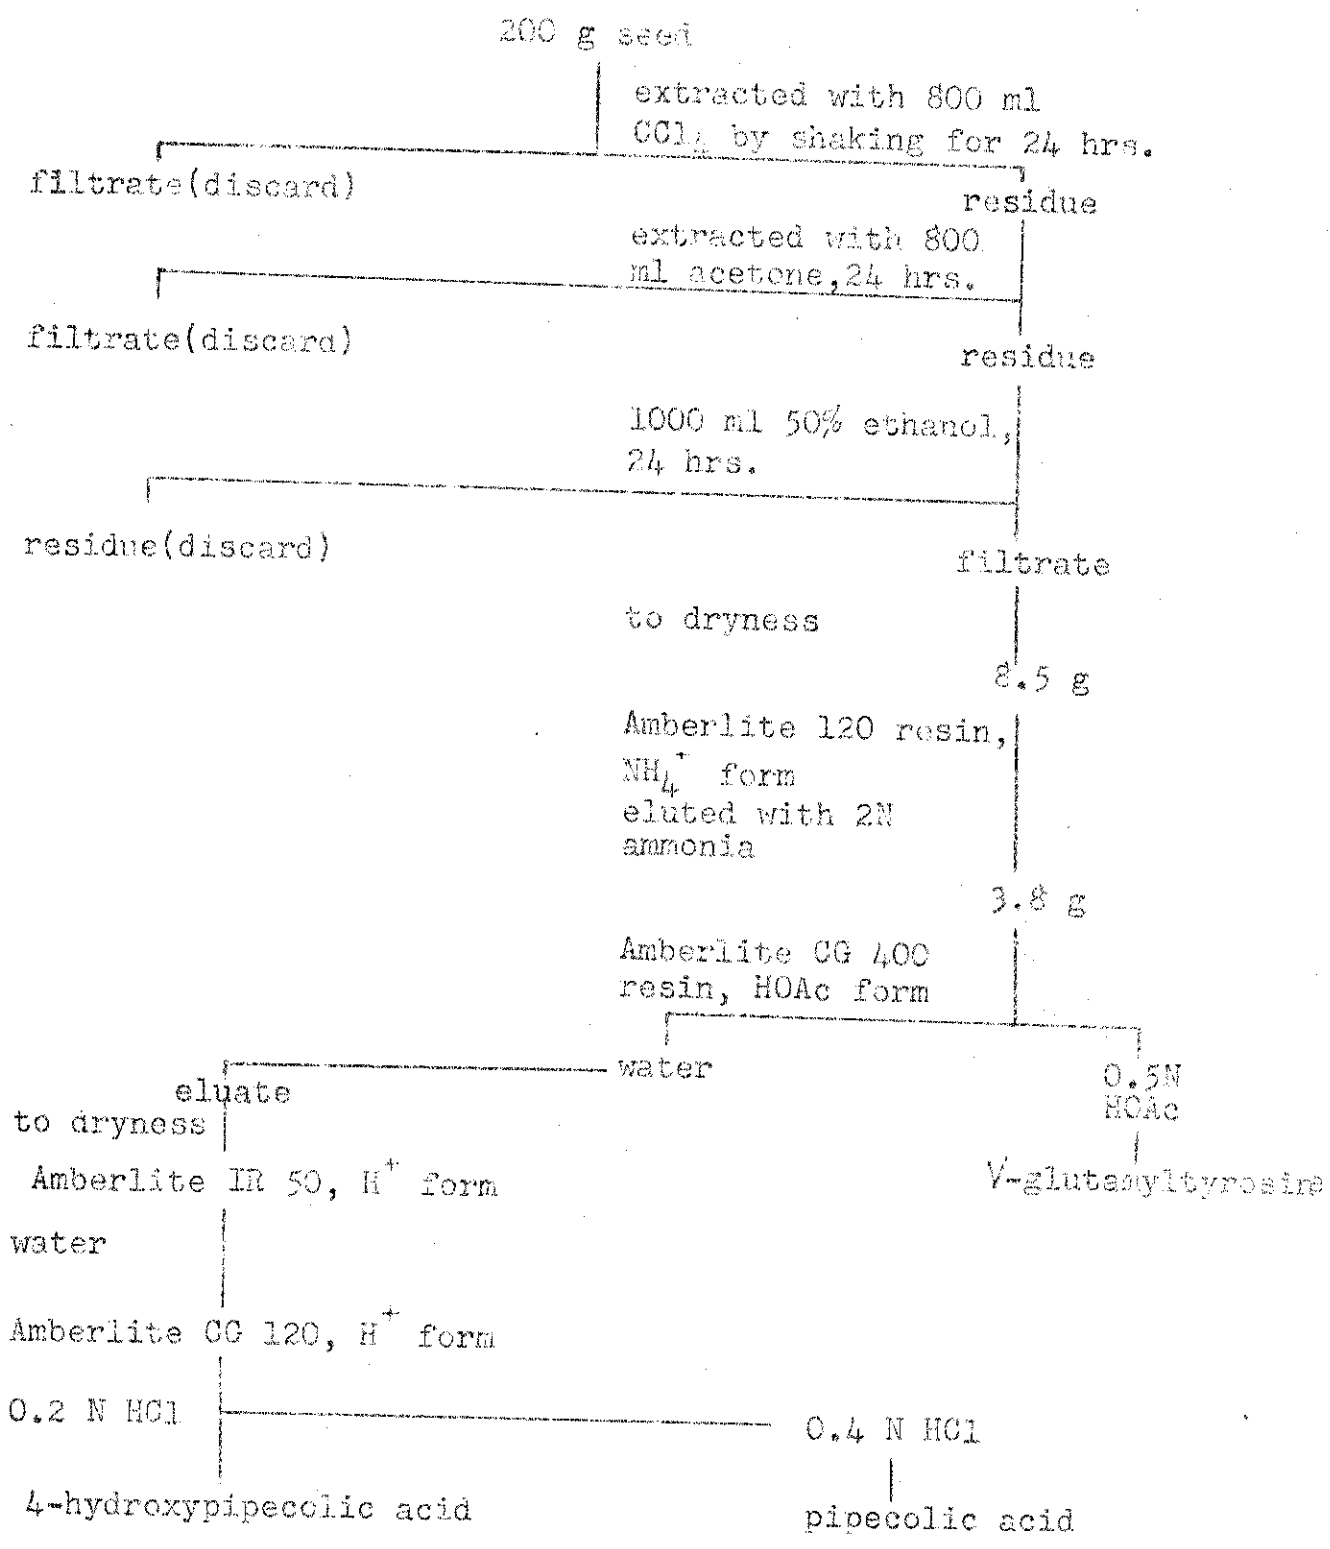 200 g seed
extracted with 800 ml
CCl4 by shaking for 24 hrs.
filtrate(discard)
residue
extracted with 800
ml acetone,24 hrs.
filtrate(discard)
residue
1000 ml 50% ethanol,
24 hrs.
residue(discard)
filtrate
to dryness
8.5 g
Amberlite 120 resin,
NH4+ form
eluted with 2N
ammonia
3.8 g
Amberlite CG 400
resin, HOAc form
water
0.5N
HOAc
eluate
to dryness
Amberlite IR 50, H+ form
γ-glutamyltyrosine
water
Amberlite CG 120, H+ form
0.2 N HCl
0.4 N HCl
4-hydroxypipecolic acid
pipecolic acid